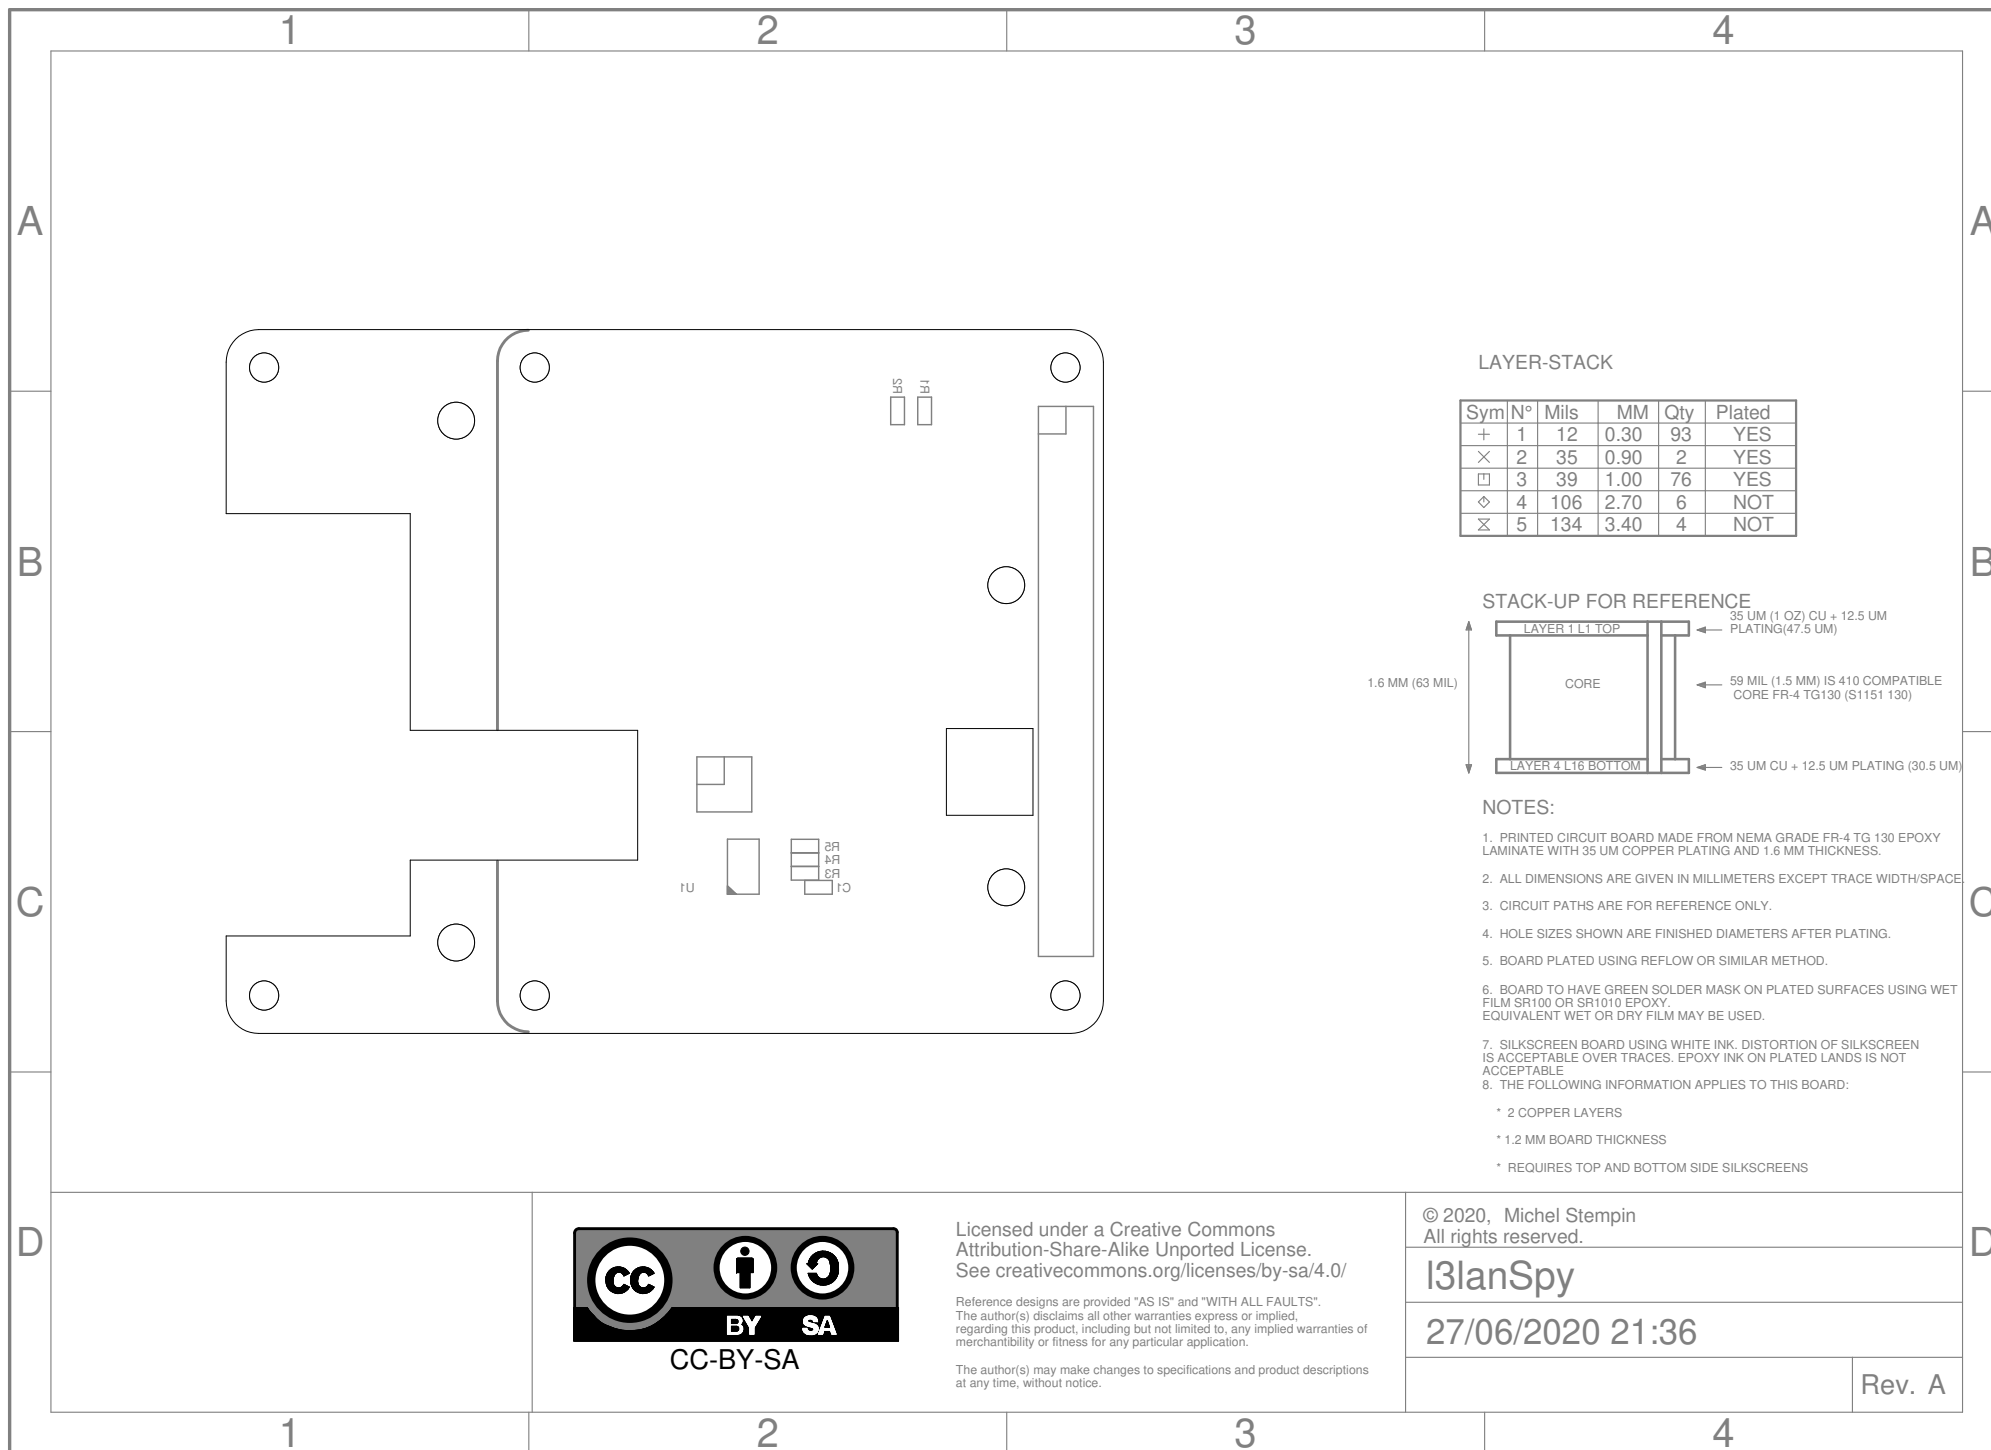 1 2 3 4
A A
B B
C C
D D
R2 R1
R5
R4
R3
C1
U1
LAYER-STACK
Sym N° Mils MM Qty Plated
+ 1 12 0.30 93 YES
× 2 35 0.90 2 YES
3 39 1.00 76 YES
4 106 2.70 6 NOT
5 134 3.40 4 NOT
STACK-UP FOR REFERENCE
LAYER 1 L1 TOP
35 UM (1 OZ) CU + 12.5 UM
PLATING(47.5 UM)
1.6 MM (63 MIL)
CORE
59 MIL (1.5 MM) IS 410 COMPATIBLE
CORE FR-4 TG130 (S1151 130)
LAYER 4 L16 BOTTOM
35 UM CU + 12.5 UM PLATING (30.5 UM)
NOTES:
1. PRINTED CIRCUIT BOARD MADE FROM NEMA GRADE FR-4 TG 130 EPOXY
LAMINATE WITH 35 UM COPPER PLATING AND 1.6 MM THICKNESS.
2. ALL DIMENSIONS ARE GIVEN IN MILLIMETERS EXCEPT TRACE WIDTH/SPACE.
3. CIRCUIT PATHS ARE FOR REFERENCE ONLY.
4. HOLE SIZES SHOWN ARE FINISHED DIAMETERS AFTER PLATING.
5. BOARD PLATED USING REFLOW OR SIMILAR METHOD.
6. BOARD TO HAVE GREEN SOLDER MASK ON PLATED SURFACES USING WET
FILM SR100 OR SR1010 EPOXY.
EQUIVALENT WET OR DRY FILM MAY BE USED.
7. SILKSCREEN BOARD USING WHITE INK. DISTORTION OF SILKSCREEN
IS ACCEPTABLE OVER TRACES. EPOXY INK ON PLATED LANDS IS NOT
ACCEPTABLE
8. THE FOLLOWING INFORMATION APPLIES TO THIS BOARD:
* 2 COPPER LAYERS
* 1.2 MM BOARD THICKNESS
* REQUIRES TOP AND BOTTOM SIDE SILKSCREENS
cc
BY SA
CC-BY-SA
Licensed under a Creative Commons
Attribution-Share-Alike Unported License.
See creativecommons.org/licenses/by-sa/4.0/
Reference designs are provided "AS IS" and "WITH ALL FAULTS".
The author(s) disclaims all other warranties express or implied,
regarding this product, including but not limited to, any implied warranties of
merchantibility or fitness for any particular application.
The author(s) may make changes to specifications and product descriptions
at any time, without notice.
© 2020, Michel Stempin
All rights reserved.
l3lanSpy
27/06/2020 21:36
Rev. A
1 2 3 4